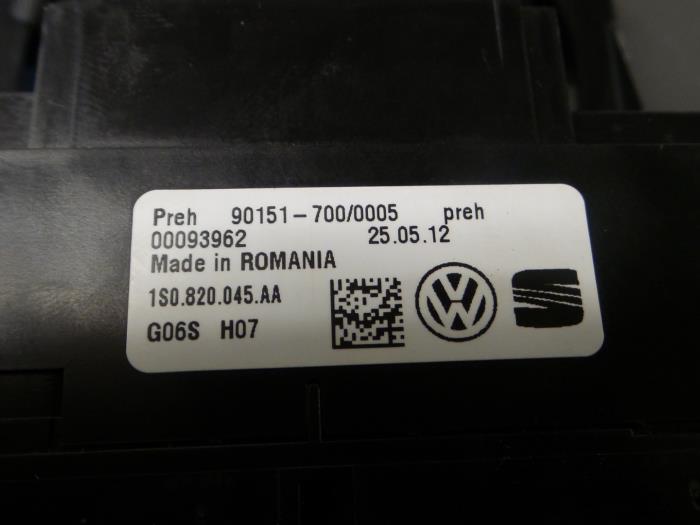 Preh 90151-700/0005 preh
00093962 25.05.12
Made in ROMANIA
1S0.820.045.AA
G06S H07